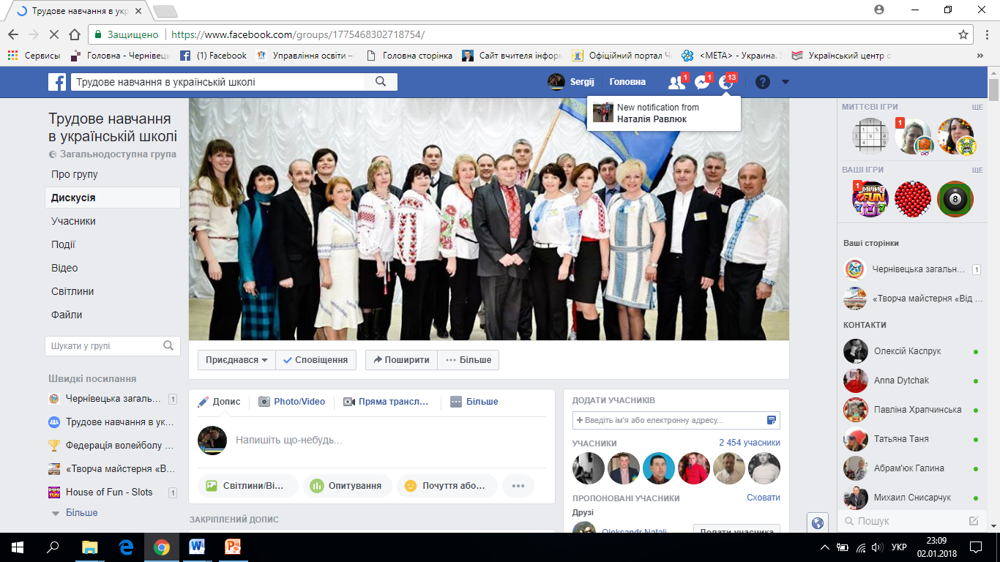 Трудове навчання в укр
Защищено
https://www.facebook.com/groups/1775468302718754/
Сервисы
Головна - Чернівець
(1) Facebook
Управління освіти –
Головна сторінка
Сайт вчителя інформ
Офіційний портал Ч
<META> - Украина.
Український центр о
»
Трудове навчання в українській школі
Sergij
Головна
1
1
13
?
New notification from
Наталія Равлюк
Трудове навчання
в українській школі
Загальнодоступна група
Про групу
Дискусія
Учасники
Події
Відео
Світлини
Файли
Шукати у групі
Швидкі посилання
Чернівецька загаль... 1
Трудове навчання в ук...
Федерація волейболу ...
«Творча майстерня «В...
House of Fun - Slots 1
Більше
Приєднався
Сповіщення
Поширити
Більше
Допис
Photo/Video
Пряма трансл...
Більше
Напишіть що-небудь...
Світлини/Ві...
Опитування
Почуття або...
ЗАКРІПЛЕНИЙ ДОПИС
ДОДАТИ УЧАСНИКІВ
+ Введіть ім'я або електронну адресу...
УЧАСНИКИ
2 454 учасники
ПРОПОНОВАНІ УЧАСНИКИ
Сховати
Друзі
Oleksandr Natali
Додати учасника
МИТТЄВІ ІГРИ
ЩЕ
1
ВАШІ ІГРИ
ЩЕ
1
8
Ваші сторінки
Чернівецька загальн... 1
«Творча майстерня «Від ...
КОНТАКТИ
Олексій Каспрук
Anna Dytchak
Павліна Храпчинська
Татьяна Таня
Абрам'юк Галина
Михаил Снисарчук
Пошук
УКР
23:09
02.01.2018